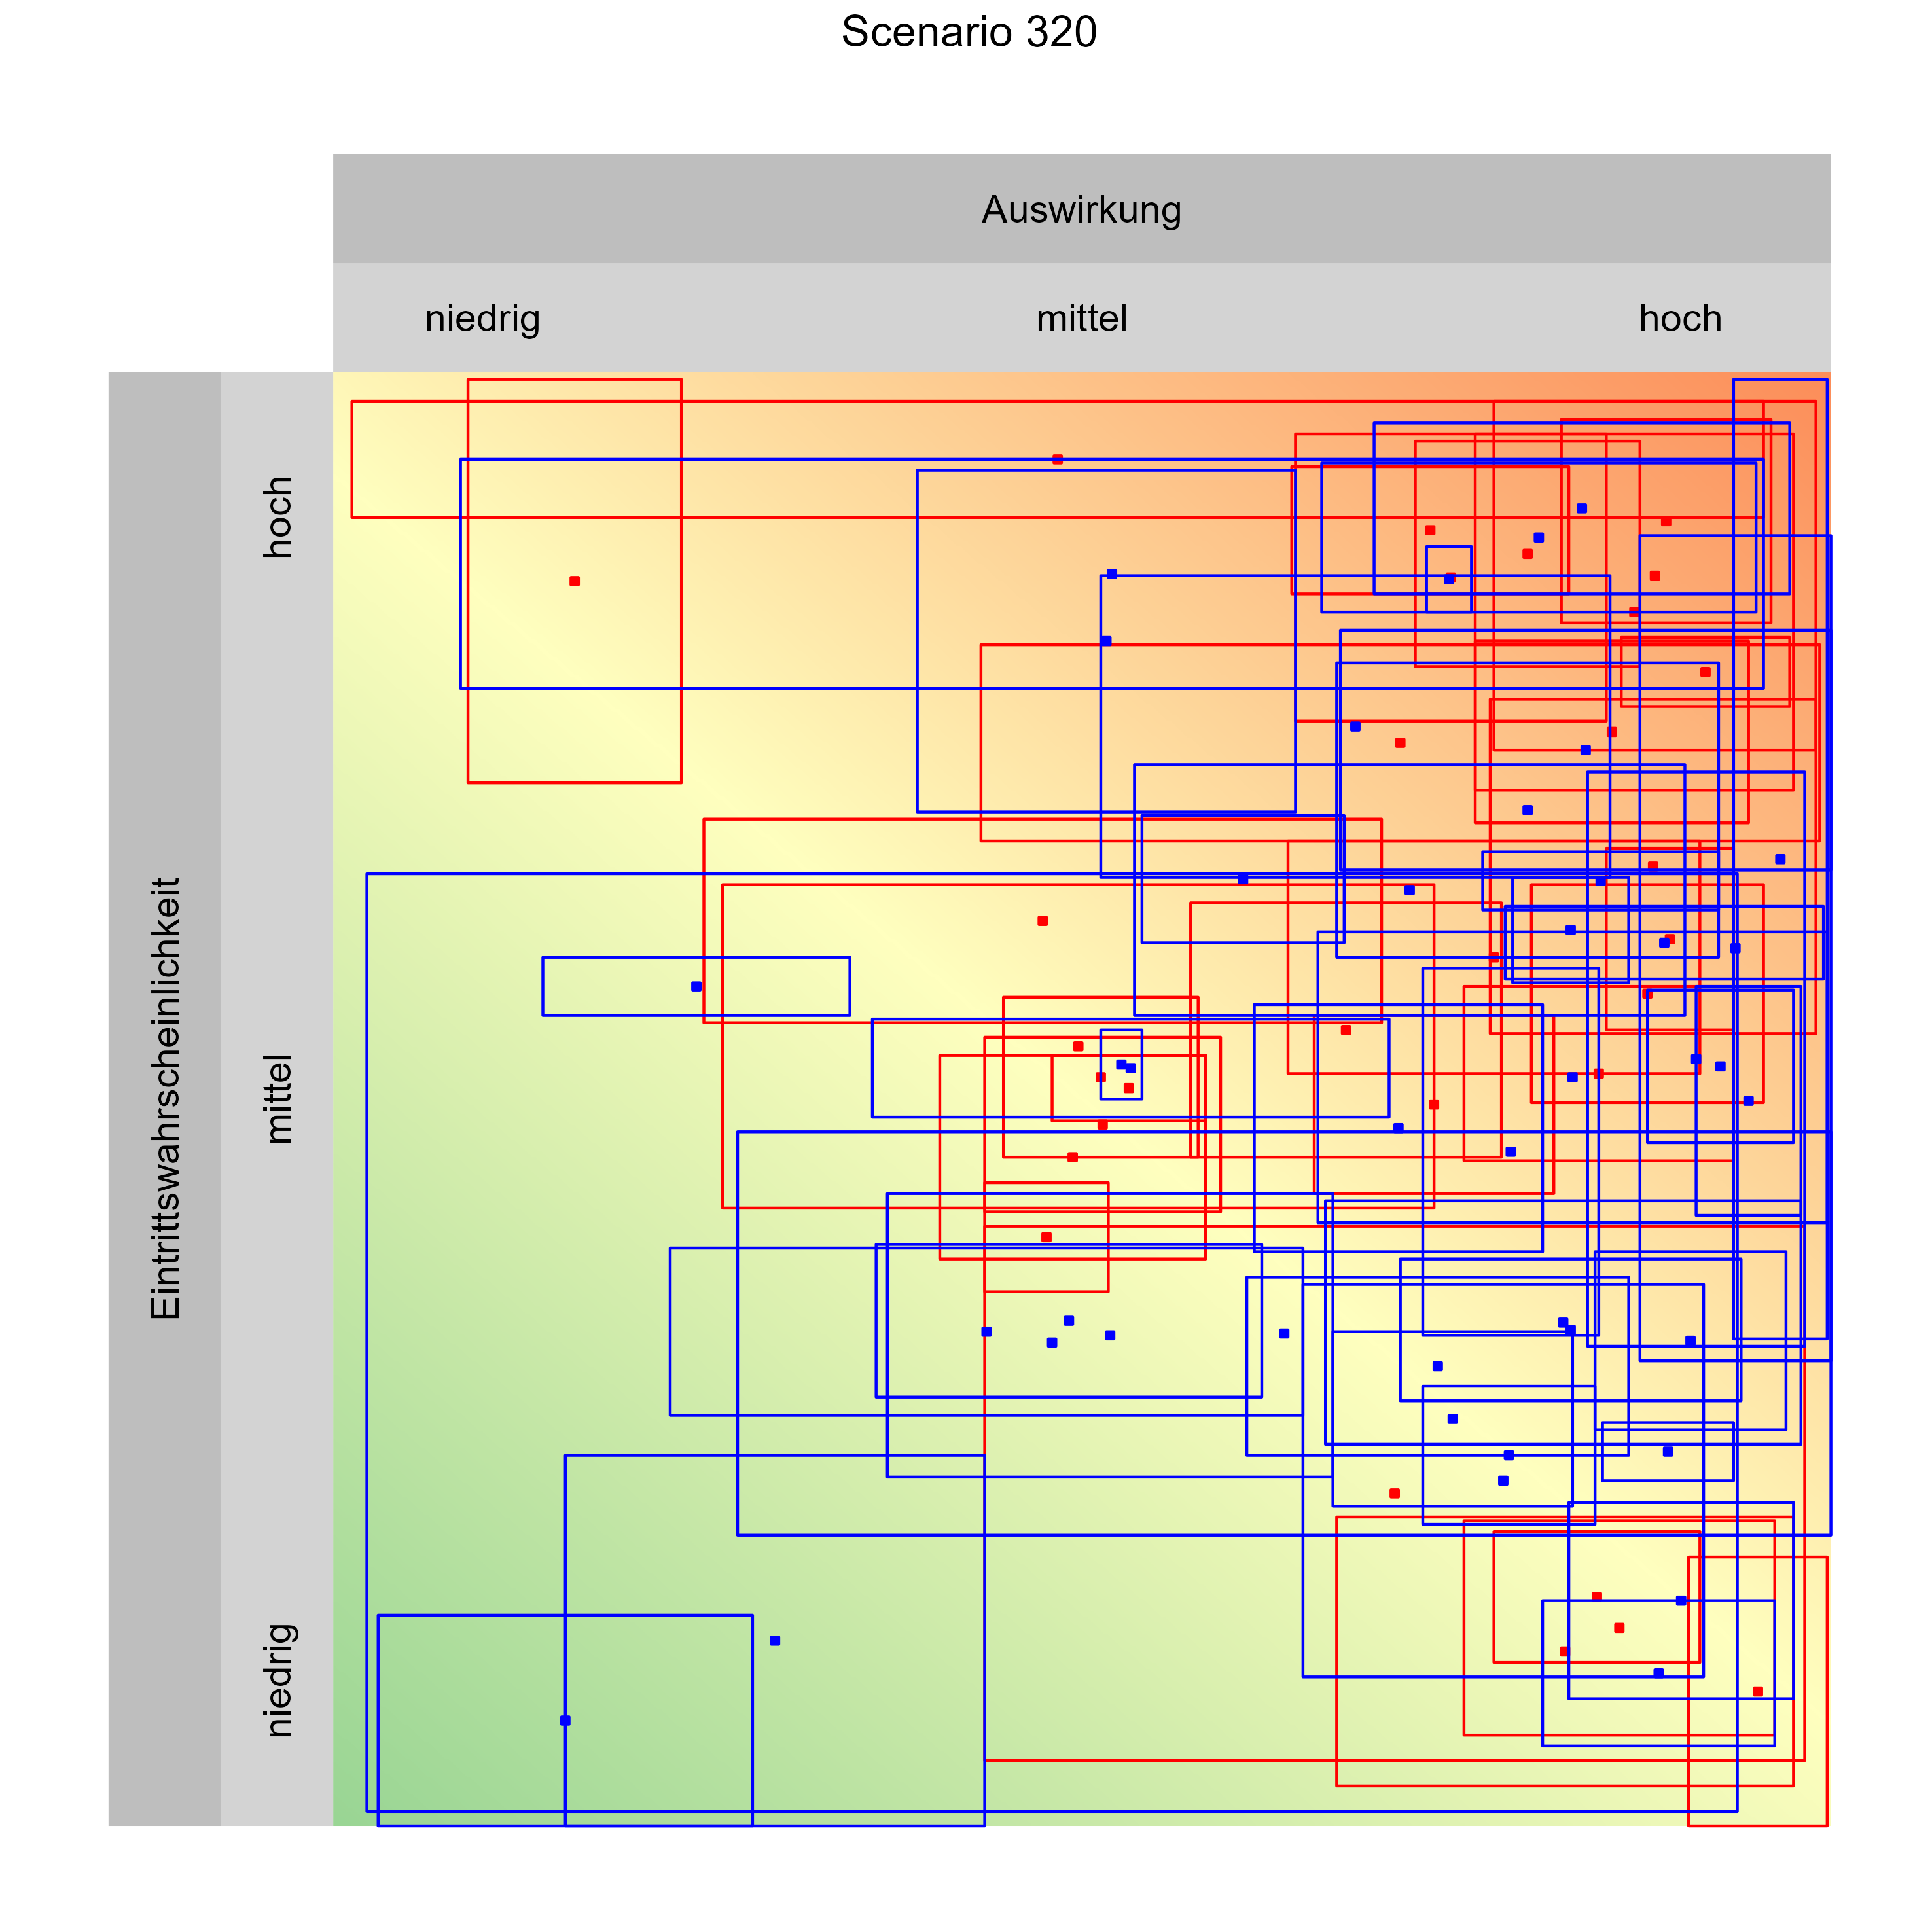 Scenario 320
Auswirkung
niedrig mittel hoch
Eintrittswahrscheinlichkeit
hoch
mittel
niedrig